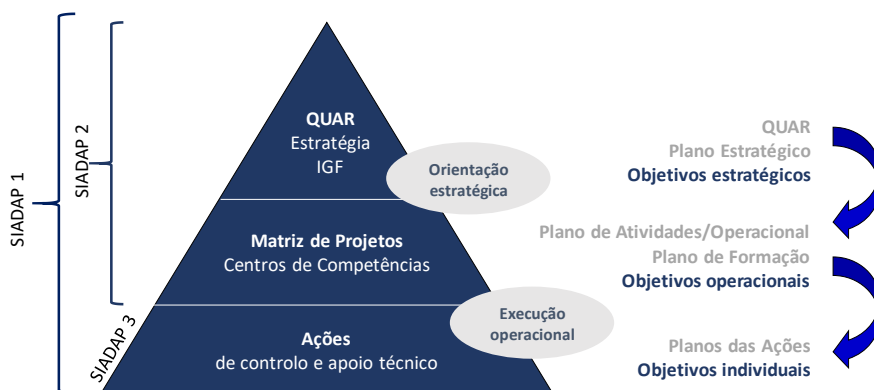 SIADAP 1
SIADAP 2
SIADAP 3
QUAR
Estratégia
IGF
Orientação
estratégica
Matriz de Projetos
Centros de Competências
Execução
operacional
Ações
de controlo e apoio técnico
QUAR
Plano Estratégico
Objetivos estratégicos
Plano de Atividades/Operacional
Plano de Formação
Objetivos operacionais
Planos das Ações
Objetivos individuais